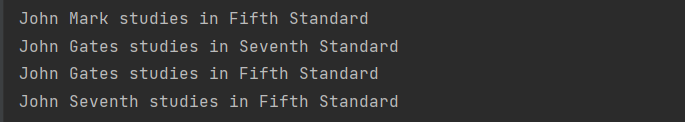 John Mark studies in Fifth Standard
John Gates studies in Seventh Standard
John Gates studies in Fifth Standard
John Seventh studies in Fifth Standard